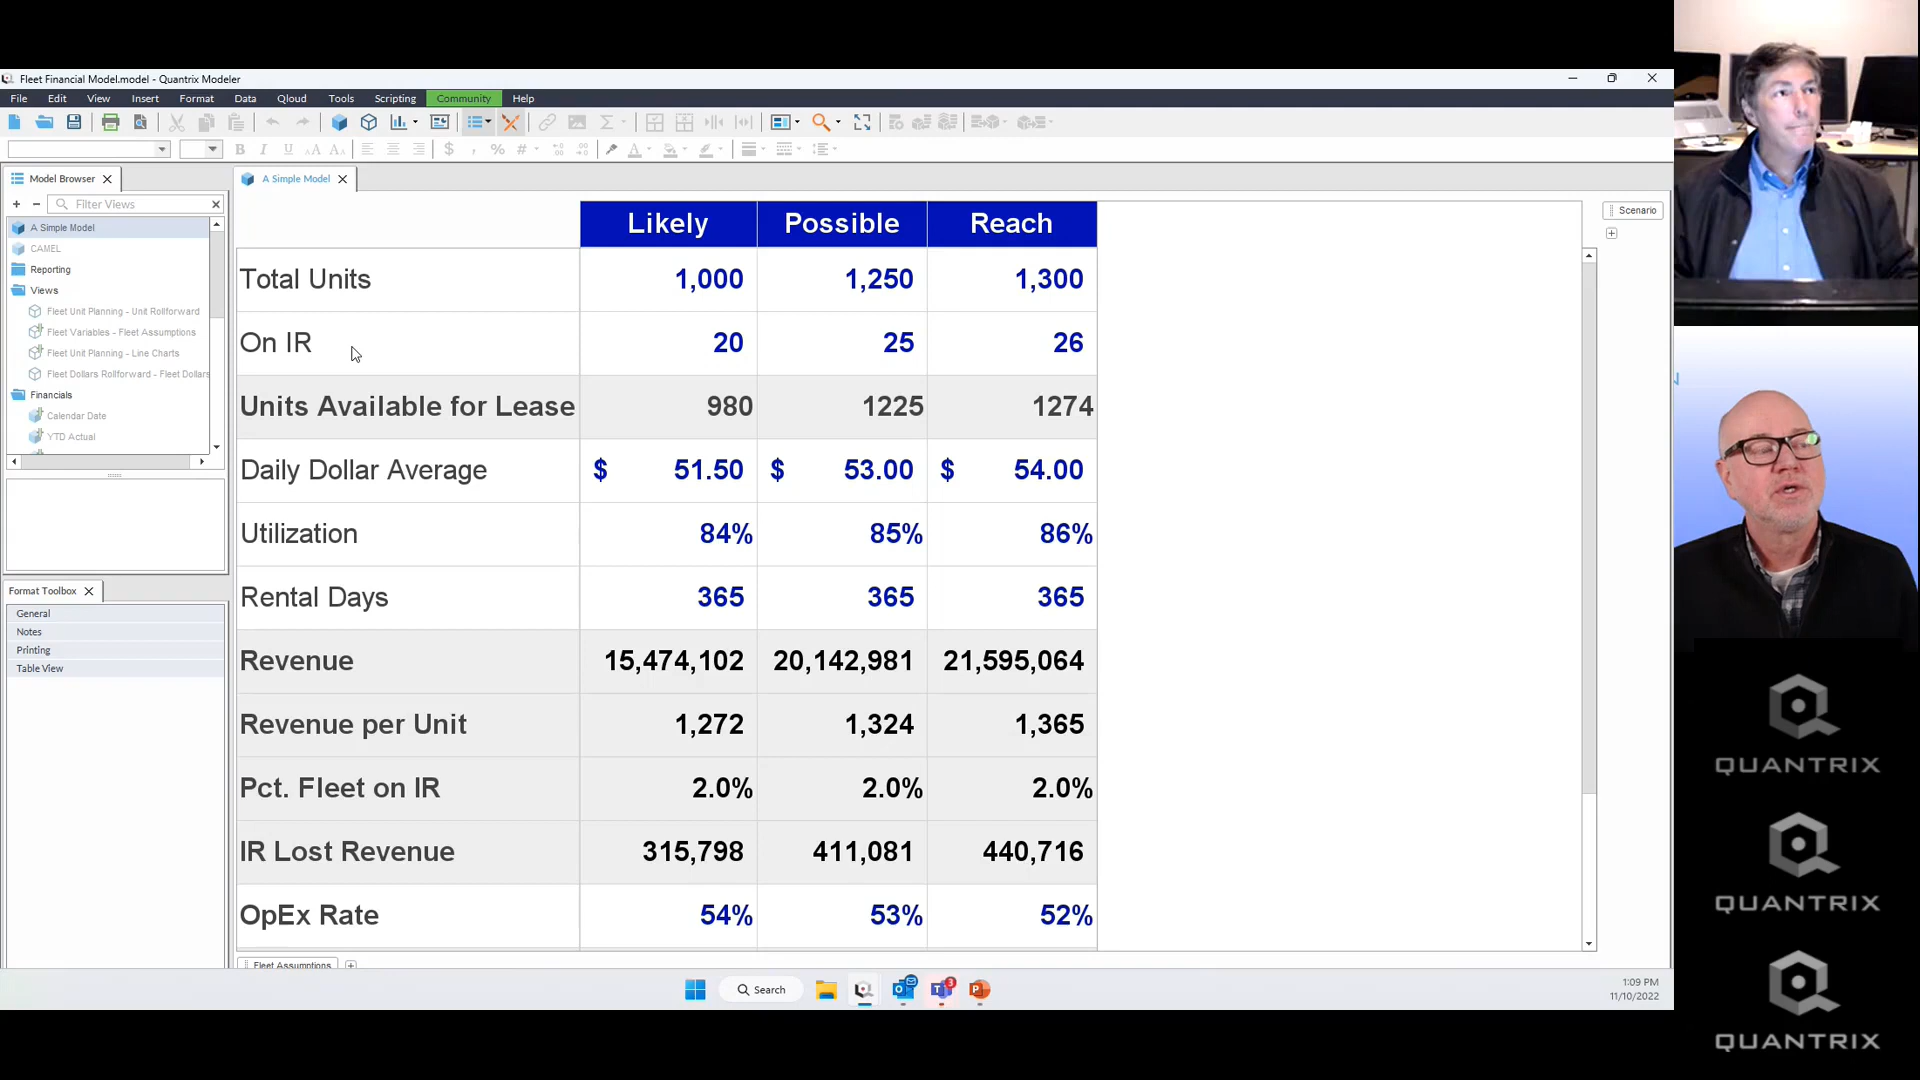 Fleet Financial Model.model - Quantrix Modeler
File Edit View Insert Format Data Qloud Tools Scripting Community Help
Model Browser
A Simple Model
Filter Views
Scenario
A Simple Model
CAMEL
Reporting
Views
Fleet Unit Planning - Unit Rollforward
Fleet Variables - Fleet Assumptions
Fleet Unit Planning - Line Charts
Fleet Dollars Rollforward - Fleet Dollars
Financials
Calendar Date
YTD Actual
Format Toolbox
General
Notes
Printing
Table View
Likely Possible Reach
Total Units 1,000 1,250 1,300
On IR 20 25 26
Units Available for Lease 980 1225 1274
Daily Dollar Average $ 51.50 $ 53.00 $ 54.00
Utilization 84% 85% 86%
Rental Days 365 365 365
Revenue 15,474,102 20,142,981 21,595,064
Revenue per Unit 1,272 1,324 1,365
Pct. Fleet on IR 2.0% 2.0% 2.0%
IR Lost Revenue 315,798 411,081 440,716
OpEx Rate 54% 53% 52%
Fleet Assumptions
Search
3
1:09 PM
11/10/2022
QUANTRIX
QUANTRIX
QUANTRIX